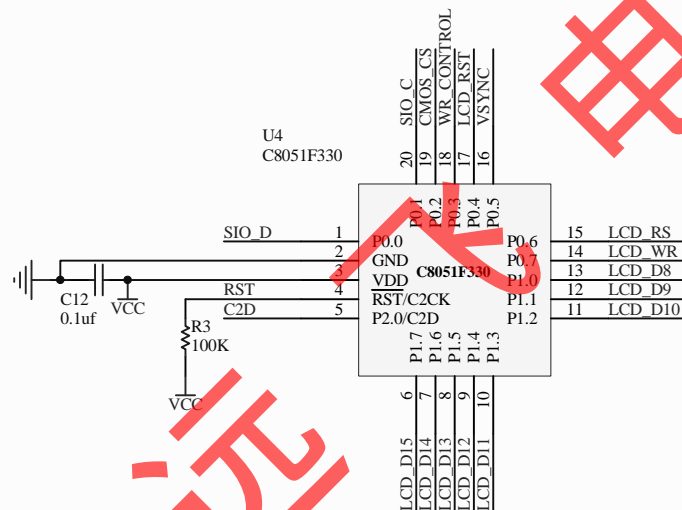 SIO_C
CMOS_CS
WR_CONTROL
LCD_RST
VSYNC
20
19
18
17
16
U4
C8051F330
P0.1
P0.2
P0.3
P0.4
P0.5
SIO_D
1
2
3
RST
4
C2D
5
P0.0
GND
VDD
RST/C2CK
P2.0/C2D
C8051F330
P0.6
P0.7
P1.0
P1.1
P1.2
15
LCD_RS
14
LCD_WR
13
LCD_D8
12
LCD_D9
11
LCD_D10
C12
0.1uf
VCC
R3
100K
VCC
P1.7
P1.6
P1.5
P1.4
P1.3
6
7
8
9
10
LCD_D15
LCD_D14
LCD_D13
LCD_D12
LCD_D11
电
飞
远